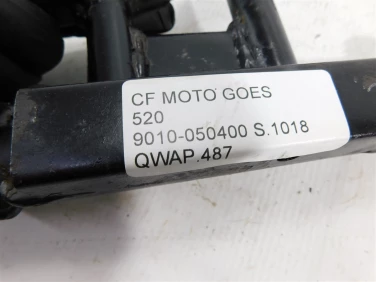 CF MOTO GOES
520
9010-050400 S.1018
QWAP.487